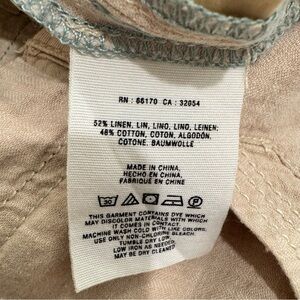 RN : 66170 CA : 32054
52% LINEN, LIN, LINO, LINO, LEINEN;
48% COTTON, COTON, ALGODÓN,
COTONE, BAUMWOLLE
MADE IN CHINA,
HECHO EN CHINA,
FABRIQUÉ EN CHINE
30
THIS GARMENT CONTAINS DYE WHICH
MAY DISCOLOR MATERIALS WITH WHICH
IT COMES IN CONTACT.
MACHINE WASH COLD WITH LIKE COLORS.
USE ONLY NON-CHLORINE BLEACH.
TUMBLE DRY LOW.
LOW IRON AS NEEDED.
MAY BE DRY CLEANED